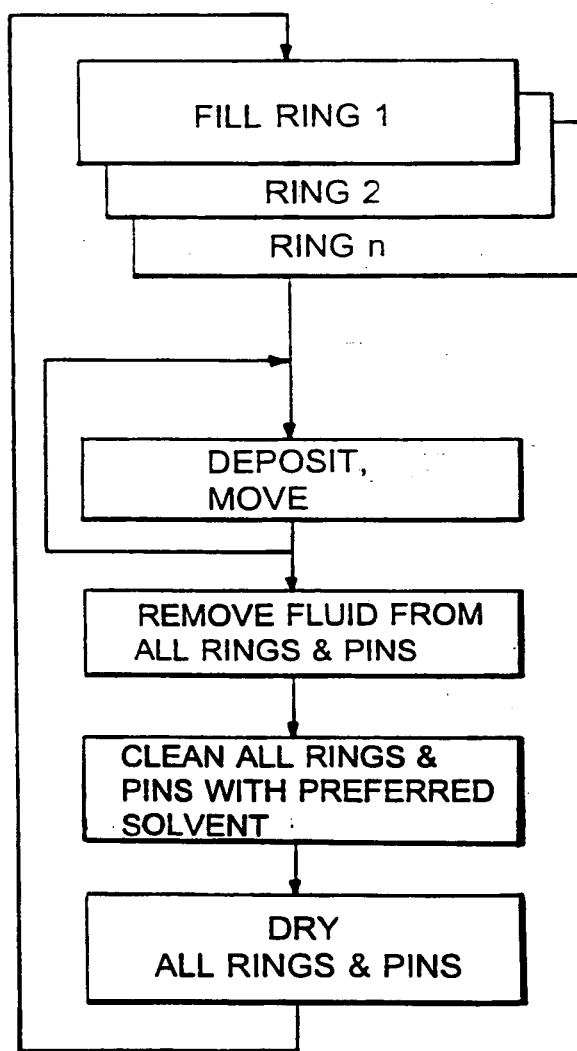 FILL RING 1
RING 2
RING n
DEPOSIT,
MOVE
REMOVE FLUID FROM
ALL RINGS & PINS
CLEAN ALL RINGS &
PINS WITH PREFERRED
SOLVENT
DRY
ALL RINGS & PINS